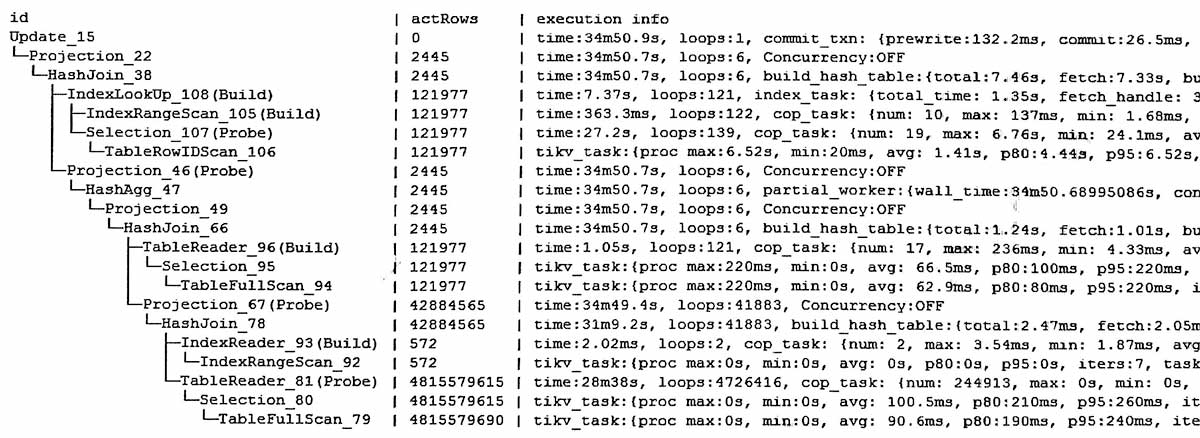 id | actRows | execution info
Update_15 | 0 | time:34m50.9s, loops:1, commit_txn: {prewrite:132.2ms, commit:26.5ms,
└─Projection_22 | 2445 | time:34m50.7s, loops:6, Concurrency:OFF
└─HashJoin_38 | 2445 | time:34m50.7s, loops:6, build_hash_table:{total:7.46s, fetch:7.33s, bu
├─IndexLookUp_108(Build) | 121977 | time:7.37s, loops:121, index_task: {total_time: 1.35s, fetch_handle: 3
│ ├─IndexRangeScan_105(Build) | 121977 | time:363.3ms, loops:122, cop_task: {num: 10, max: 137ms, min: 1.68ms,
│ └─Selection_107(Probe) | 121977 | time:27.2s, loops:139, cop_task: {num: 19, max: 6.76s, min: 24.1ms, av
│ └─TableRowIDScan_106 | 121977 | tikv_task:{proc max:6.52s, min:20ms, avg: 1.41s, p80:4.44s, p95:6.52s,
└─Projection_46(Probe) | 2445 | time:34m50.7s, loops:6, Concurrency:OFF
└─HashAgg_47 | 2445 | time:34m50.7s, loops:6, partial_worker:{wall_time:34m50.68995086s, con
└─Projection_49 | 2445 | time:34m50.7s, loops:6, Concurrency:OFF
└─HashJoin_66 | 2445 | time:34m50.7s, loops:6, build_hash_table:{total:1.24s, fetch:1.01s, bu
├─TableReader_96(Build) | 121977 | time:1.05s, loops:121, cop_task: {num: 17, max: 236ms, min: 4.33ms, av
│ └─Selection_95 | 121977 | tikv_task:{proc max:220ms, min:0s, avg: 66.5ms, p80:100ms, p95:220ms,
│ └─TableFullScan_94 | 121977 | tikv_task:{proc max:220ms, min:0s, avg: 62.9ms, p80:80ms, p95:220ms, i
└─Projection_67(Probe) | 42884565 | time:34m49.4s, loops:41883, Concurrency:OFF
└─HashJoin_78 | 42884565 | time:31m9.2s, loops:41883, build_hash_table:{total:2.47ms, fetch:2.05m
├─IndexReader_93(Build) | 572 | time:2.02ms, loops:2, cop_task: {num: 2, max: 3.54ms, min: 1.87ms, avg
│ └─IndexRangeScan_92 | 572 | tikv_task:{proc max:0s, min:0s, avg: 0s, p80:0s, p95:0s, iters:7, task
└─TableReader_81(Probe) | 4815579615 | time:28m38s, loops:4726416, cop_task: {num: 244913, max: 0s, min: 0s,
└─Selection_80 | 4815579615 | tikv_task:{proc max:0s, min:0s, avg: 100.5ms, p80:210ms, p95:260ms, it
└─TableFullScan_79 | 4815579690 | tikv_task:{proc max:0s, min:0s, avg: 90.6ms, p80:190ms, p95:240ms, ite